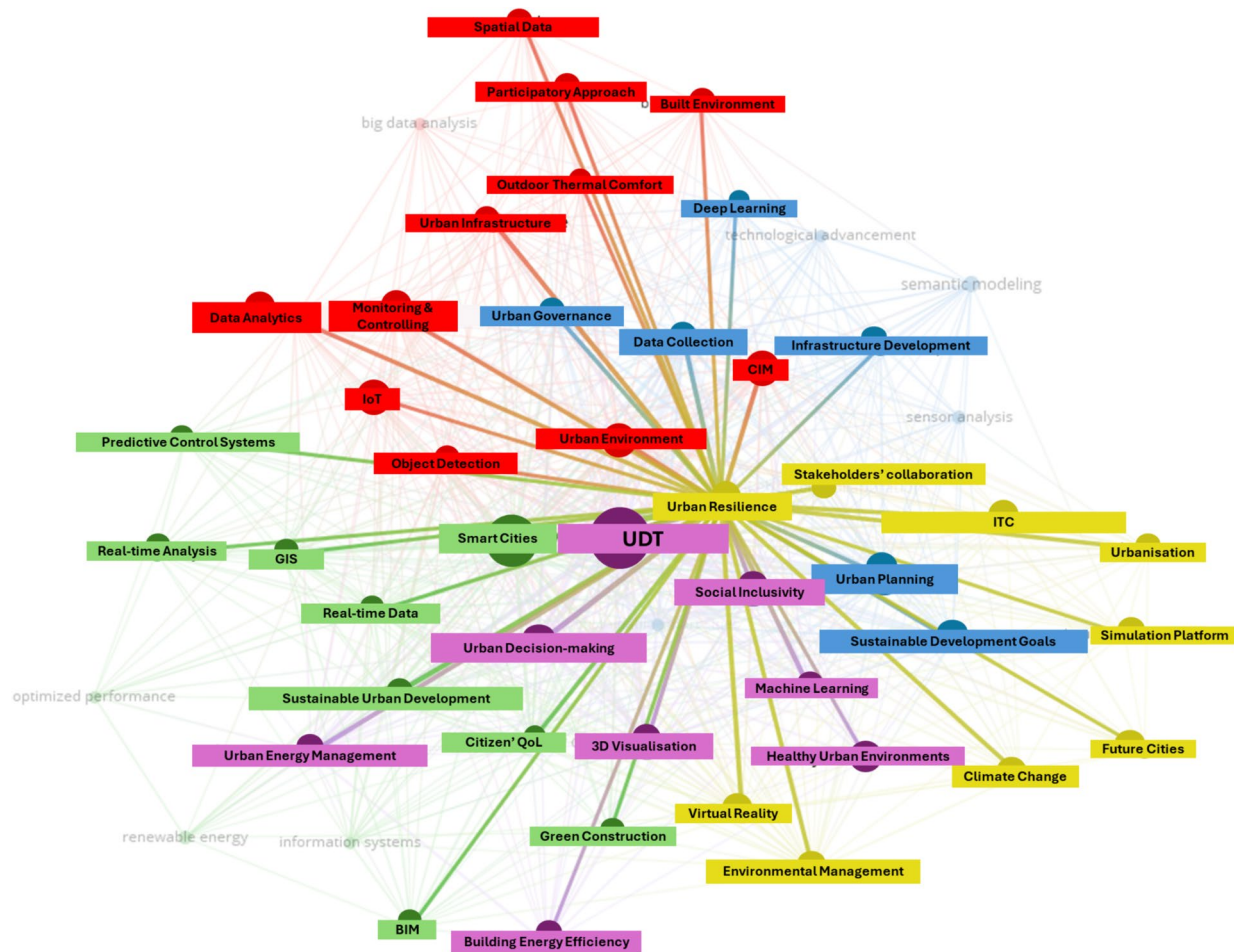 Spatial Data
Participatory Approach
Built Environment
big data analysis
Outdoor Thermal Comfort
Deep Learning
Urban Infrastructure
technological advancement
semantic modeling
Data Analytics
Monitoring &
Controlling
Urban Governance
Data Collection
Infrastructure Development
CIM
IoT
sensor analysis
Predictive Control Systems
Urban Environment
Object Detection
Stakeholders' collaboration
Urban Resilience
ITC
Real-time Analysis
GIS
Smart Cities
UDT
Urbanisation
Urban Planning
Social Inclusivity
Real-time Data
Urban Decision-making
Sustainable Development Goals
Simulation Platform
optimized performance
Sustainable Urban Development
Machine Learning
Urban Energy Management
Citizen' QoL
3D Visualisation
Healthy Urban Environments
Future Cities
Climate Change
Virtual Reality
renewable energy
information systems
Green Construction
Environmental Management
BIM
Building Energy Efficiency